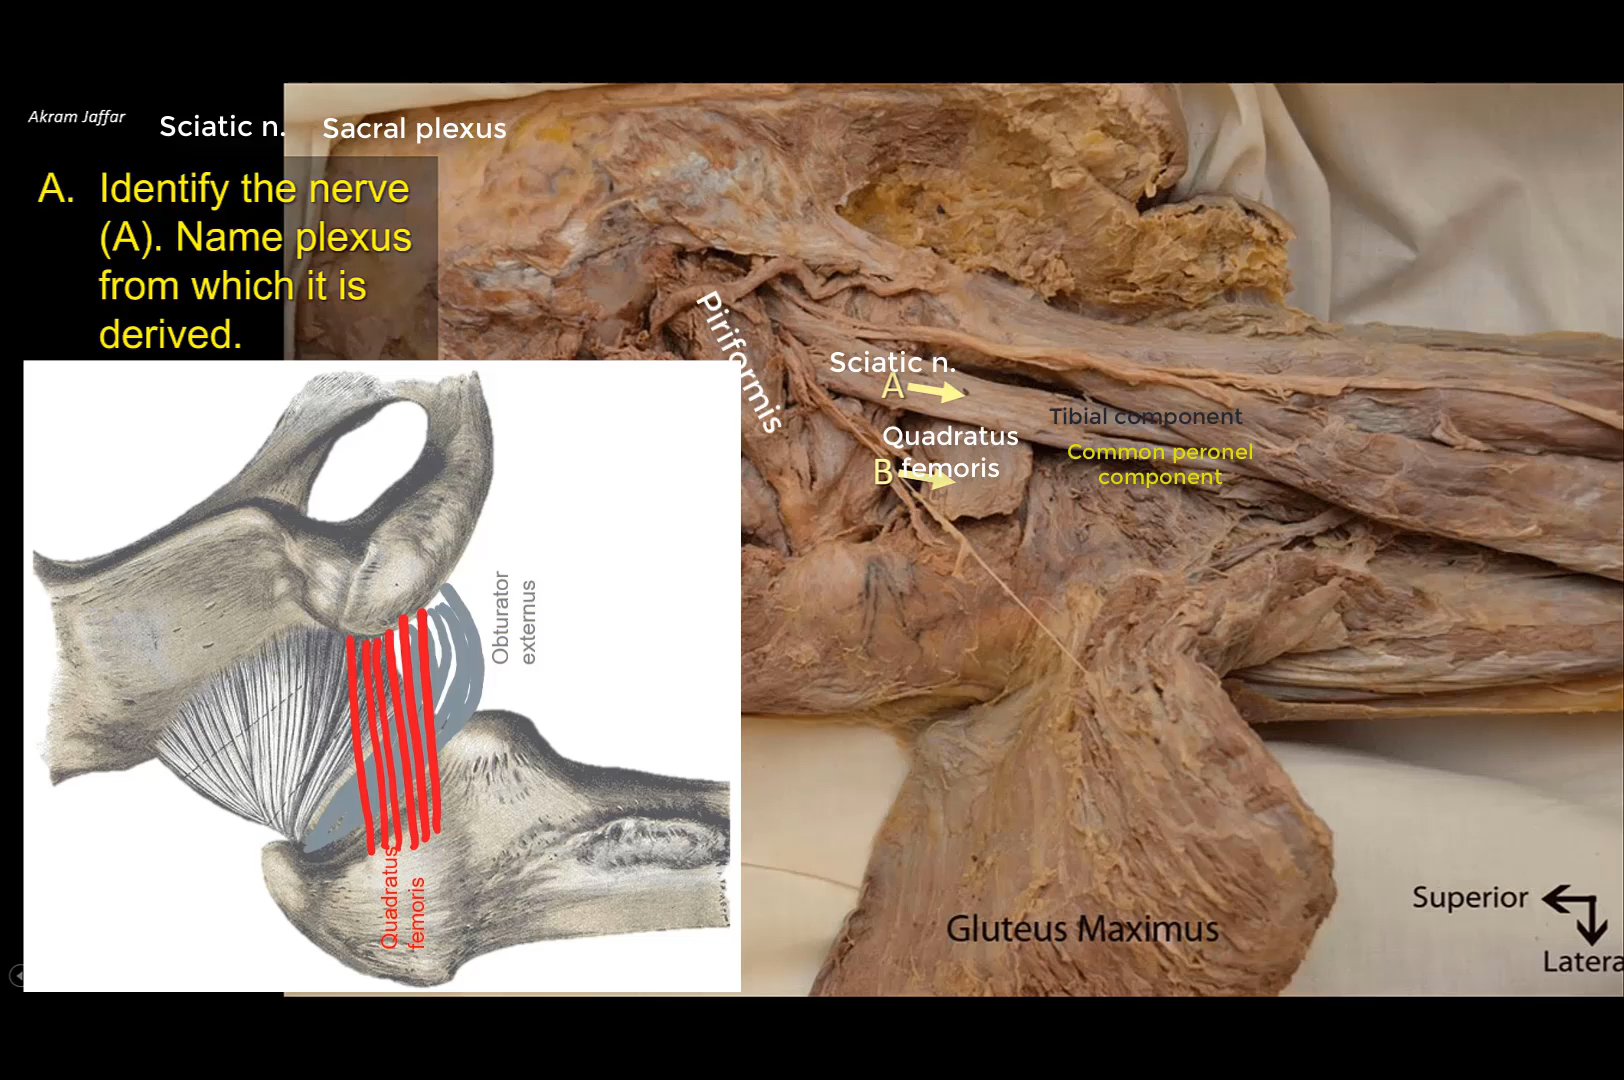 Akram Jaffar
Sciatic n.
Sacral plexus
A. Identify the nerve
(A). Name plexus
from which it is
derived.
Piriformis
Sciatic n.
A
Tibial component
Quadratus
femoris
B
Common peronel
component
Obturator
externus
Quadratus
femoris
Gluteus Maximus
Superior
Latera